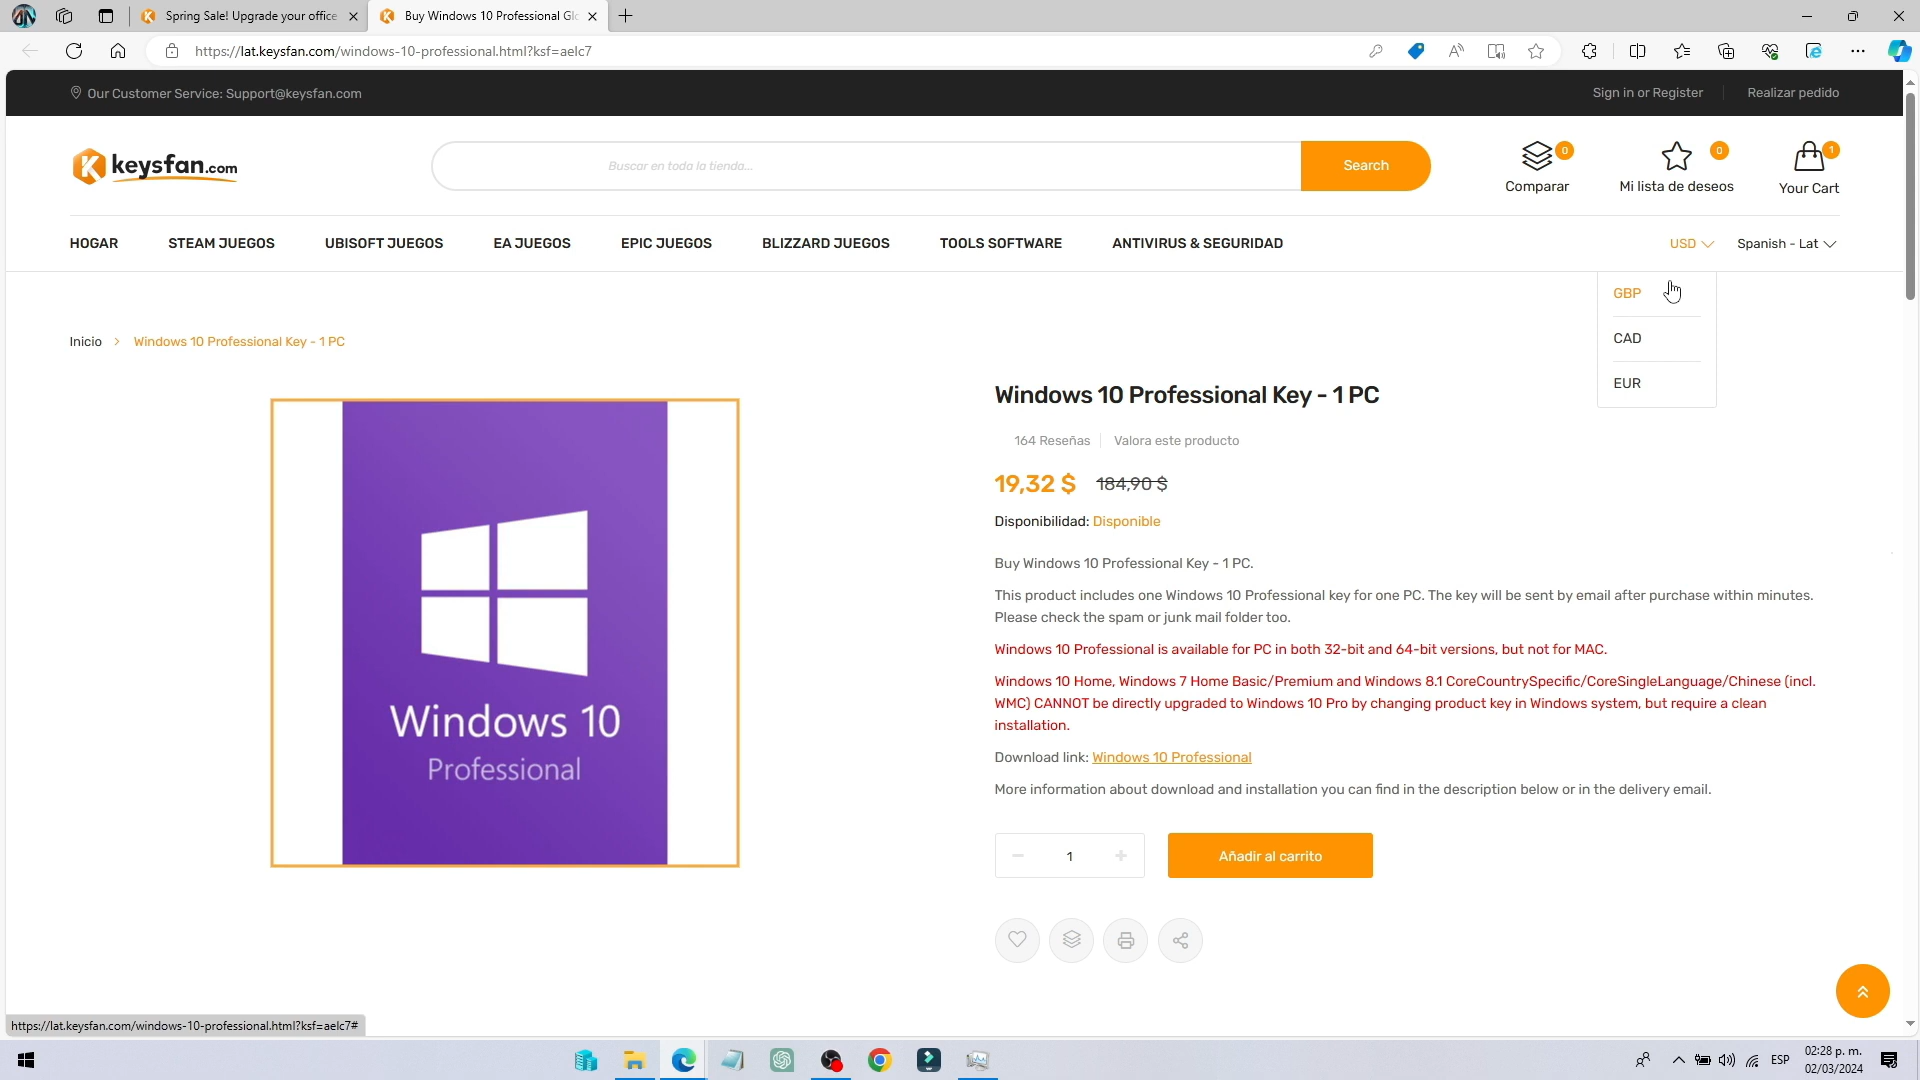 Spring Sale! Upgrade your office
Buy Windows 10 Professional Glo
https://lat.keysfan.com/windows-10-professional.html?ksf=aelc7
Our Customer Service: Support@keysfan.com
Sign in or Register
Realizar pedido
keysfan.com
Buscar en toda la tienda...
Search
0
Comparar
0
Mi lista de deseos
1
Your Cart
HOGAR
STEAM JUEGOS
UBISOFT JUEGOS
EA JUEGOS
EPIC JUEGOS
BLIZZARD JUEGOS
TOOLS SOFTWARE
ANTIVIRUS & SEGURIDAD
USD
Spanish - Lat
GBP
CAD
EUR
Inicio > Windows 10 Professional Key - 1 PC
Windows 10
Professional
Windows 10 Professional Key - 1 PC
164 Reseñas
Valora este producto
19,32 $ 184,90 $
Disponibilidad: Disponible
Buy Windows 10 Professional Key - 1 PC.
This product includes one Windows 10 Professional key for one PC. The key will be sent by email after purchase within minutes.
Please check the spam or junk mail folder too.
Windows 10 Professional is available for PC in both 32-bit and 64-bit versions, but not for MAC.
Windows 10 Home, Windows 7 Home Basic/Premium and Windows 8.1 CoreCountrySpecific/CoreSingleLanguage/Chinese (incl.
WMC) CANNOT be directly upgraded to Windows 10 Pro by changing product key in Windows system, but require a clean
installation.
Download link: Windows 10 Professional
More information about download and installation you can find in the description below or in the delivery email.
1
Añadir al carrito
https://lat.keysfan.com/windows-10-professional.html?ksf=aelc7#
ESP
02:28 p. m.
02/03/2024